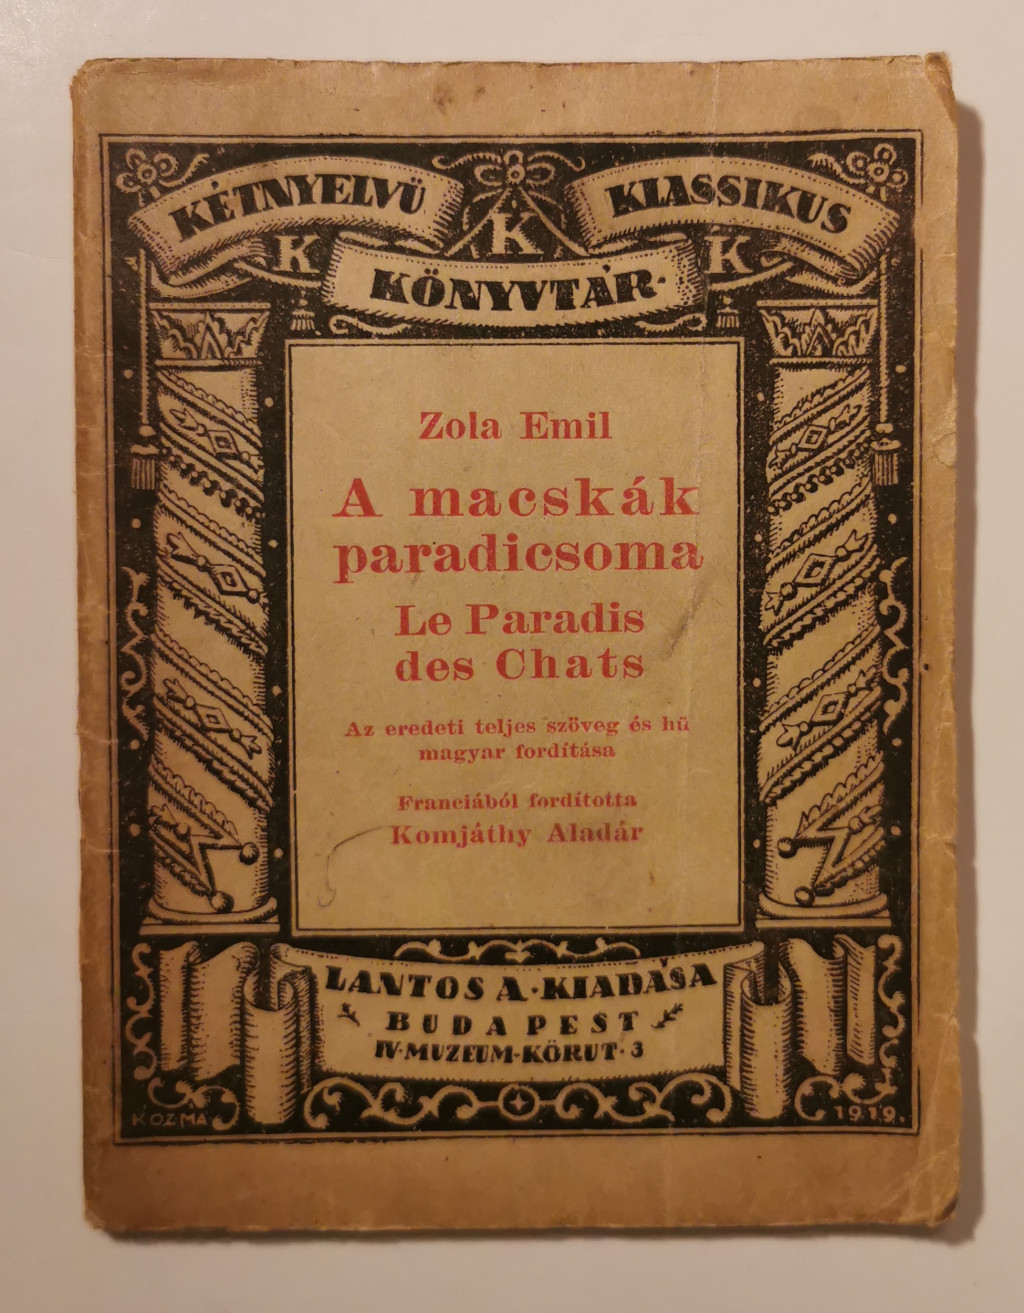 KÉTNYELVŰ KLASSIKUS
K K K
KÖNYVTÁR·
Zola Emil
A macskák
paradicsoma
Le Paradis
des Chats
Az eredeti teljes szöveg és hű
magyar fordítása
Franciából fordította
Komjáthy Aladár
LANTOS A·KIADÁSA
BUDAPEST
IV·MUZEUM-KÖRUT·3
KOZMA 1919.